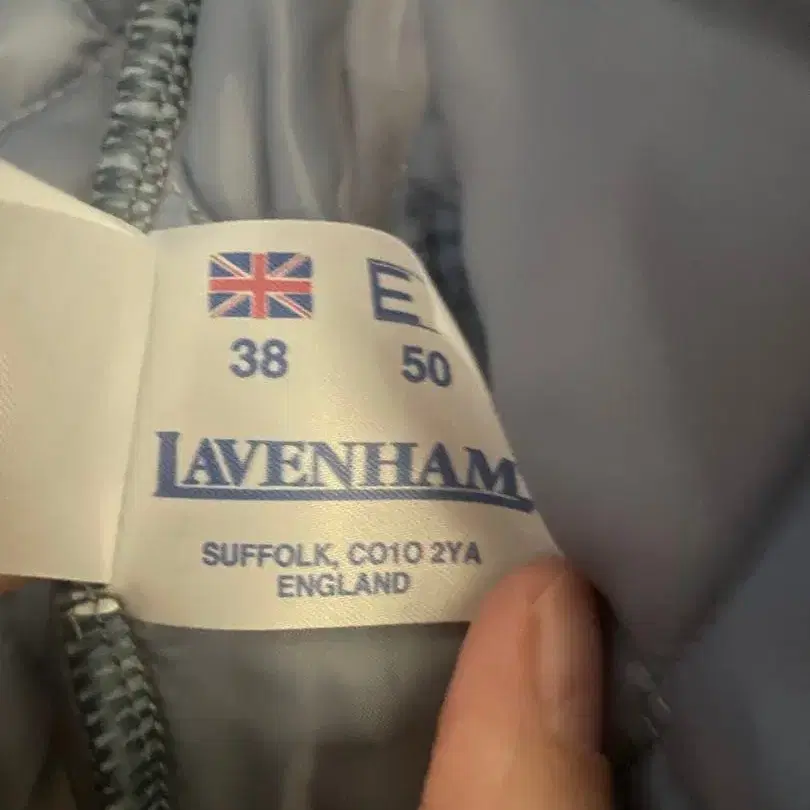 E
38 50
LAVENHAM
SUFFOLK, CO10 2YA
ENGLAND